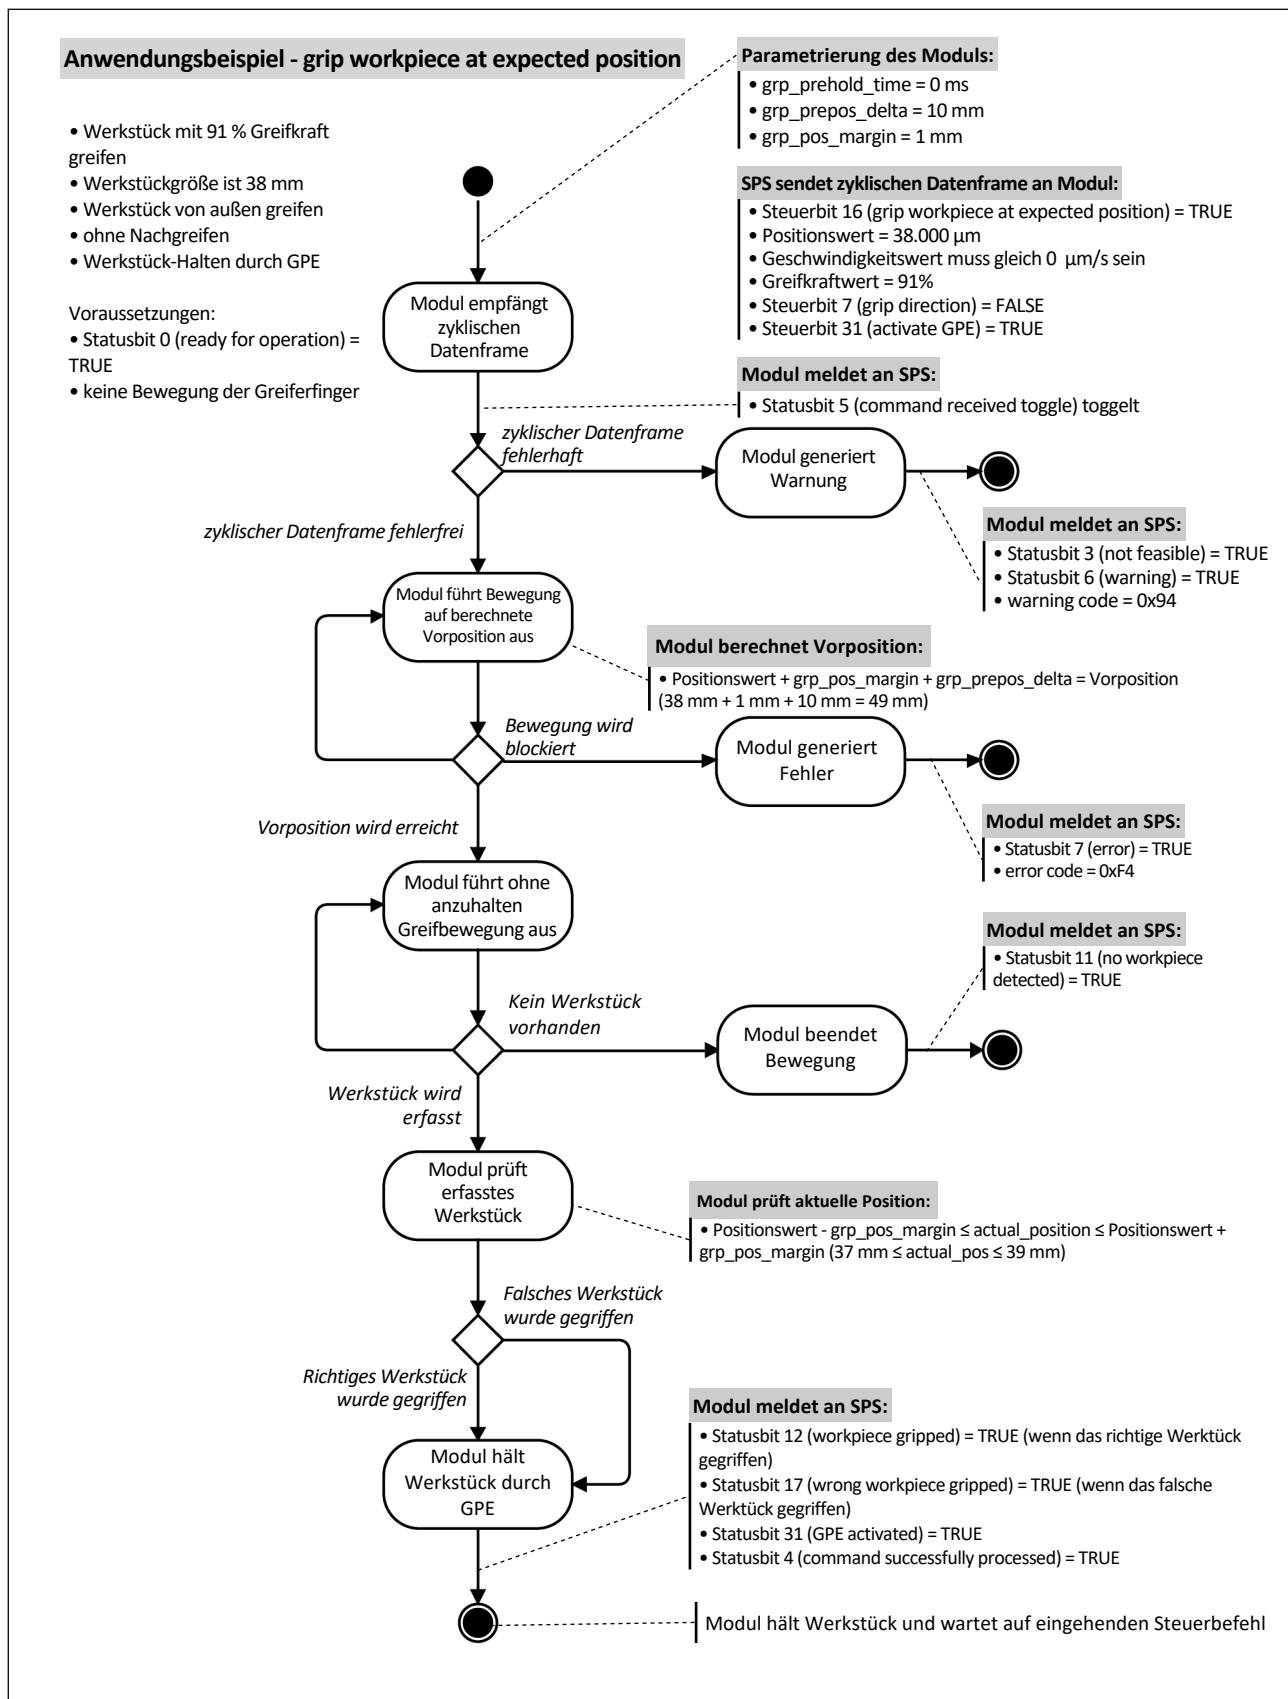 Anwendungsbeispiel - grip workpiece at expected position
• Werkstück mit 91 % Greifkraft
greifen
• Werkstückgröße ist 38 mm
• Werkstück von außen greifen
• ohne Nachgreifen
• Werkstück-Halten durch GPE
Voraussetzungen:
• Statusbit 0 (ready for operation) =
TRUE
• keine Bewegung der Greiferfinger
Parametrierung des Moduls:
• grp_prehold_time = 0 ms
• grp_prepos_delta = 10 mm
• grp_pos_margin = 1 mm
SPS sendet zyklischen Datenframe an Modul:
• Steuerbit 16 (grip workpiece at expected position) = TRUE
• Positionswert = 38.000 µm
• Geschwindigkeitswert muss gleich 0 µm/s sein
• Greifkraftwert = 91%
• Steuerbit 7 (grip direction) = FALSE
• Steuerbit 31 (activate GPE) = TRUE
Modul empfängt
zyklischen
Datenframe
Modul meldet an SPS:
• Statusbit 5 (command received toggle) toggelt
zyklischer Datenframe
fehlerhaft
Modul generiert
Warnung
zyklischer Datenframe fehlerfrei
Modul meldet an SPS:
• Statusbit 3 (not feasible) = TRUE
• Statusbit 6 (warning) = TRUE
• warning code = 0x94
Modul führt Bewegung
auf berechnete
Vorposition aus
Modul berechnet Vorposition:
• Positionswert + grp_pos_margin + grp_prepos_delta = Vorposition
(38 mm + 1 mm + 10 mm = 49 mm)
Bewegung wird
blockiert
Modul generiert
Fehler
Vorposition wird erreicht
Modul meldet an SPS:
• Statusbit 7 (error) = TRUE
• error code = 0xF4
Modul führt ohne
anzuhalten
Greifbewegung aus
Modul meldet an SPS:
• Statusbit 11 (no workpiece
detected) = TRUE
Kein Werkstück
vorhanden
Modul beendet
Bewegung
Werkstück wird
erfasst
Modul prüft
erfasstes
Werkstück
Modul prüft aktuelle Position:
• Positionswert - grp_pos_margin ≤ actual_position ≤ Positionswert +
grp_pos_margin (37 mm ≤ actual_pos ≤ 39 mm)
Falsches Werkstück
wurde gegriffen
Richtiges Werkstück
wurde gegriffen
Modul hält
Werkstück durch
GPE
Modul meldet an SPS:
• Statusbit 12 (workpiece gripped) = TRUE (wenn das richtige Werktück
gegriffen)
• Statusbit 17 (wrong workpiece gripped) = TRUE (wenn das falsche
Werktück gegriffen)
• Statusbit 31 (GPE activated) = TRUE
• Statusbit 4 (command successfully processed) = TRUE
Modul hält Werkstück und wartet auf eingehenden Steuerbefehl